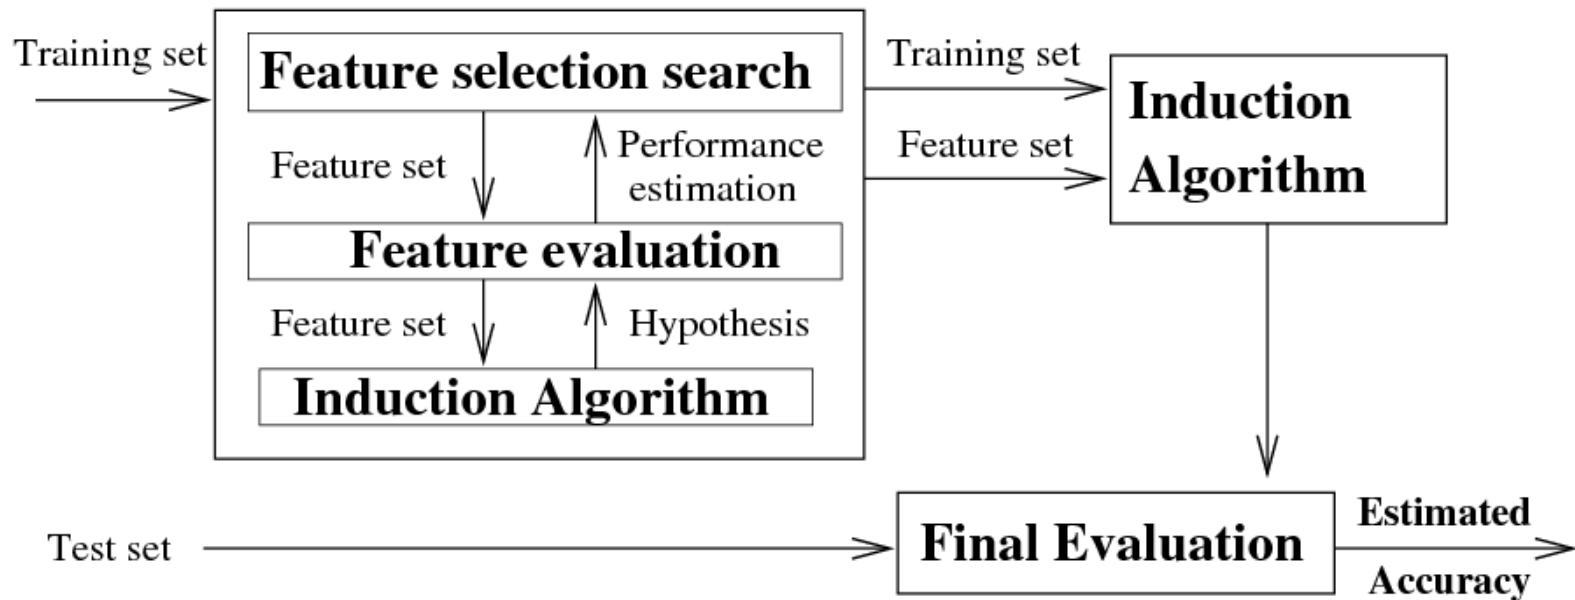 Training set
Feature selection search
Feature set
Performance
estimation
Feature evaluation
Feature set
Hypothesis
Induction Algorithm
Training set
Feature set
Induction
Algorithm
Test set
Final Evaluation
Estimated
Accuracy